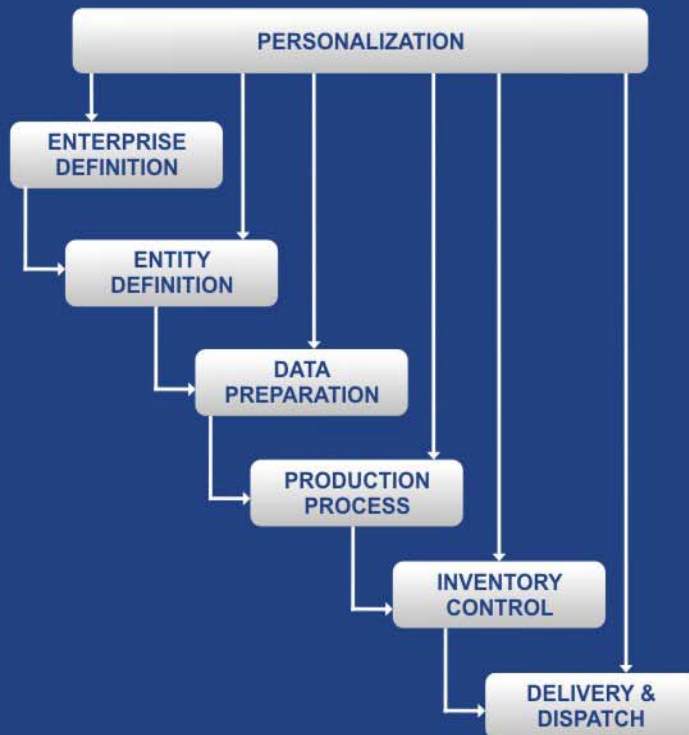 PERSONALIZATION
ENTERPRISE
DEFINITION
ENTITY
DEFINITION
DATA
PREPARATION
PRODUCTION
PROCESS
INVENTORY
CONTROL
DELIVERY &
DISPATCH